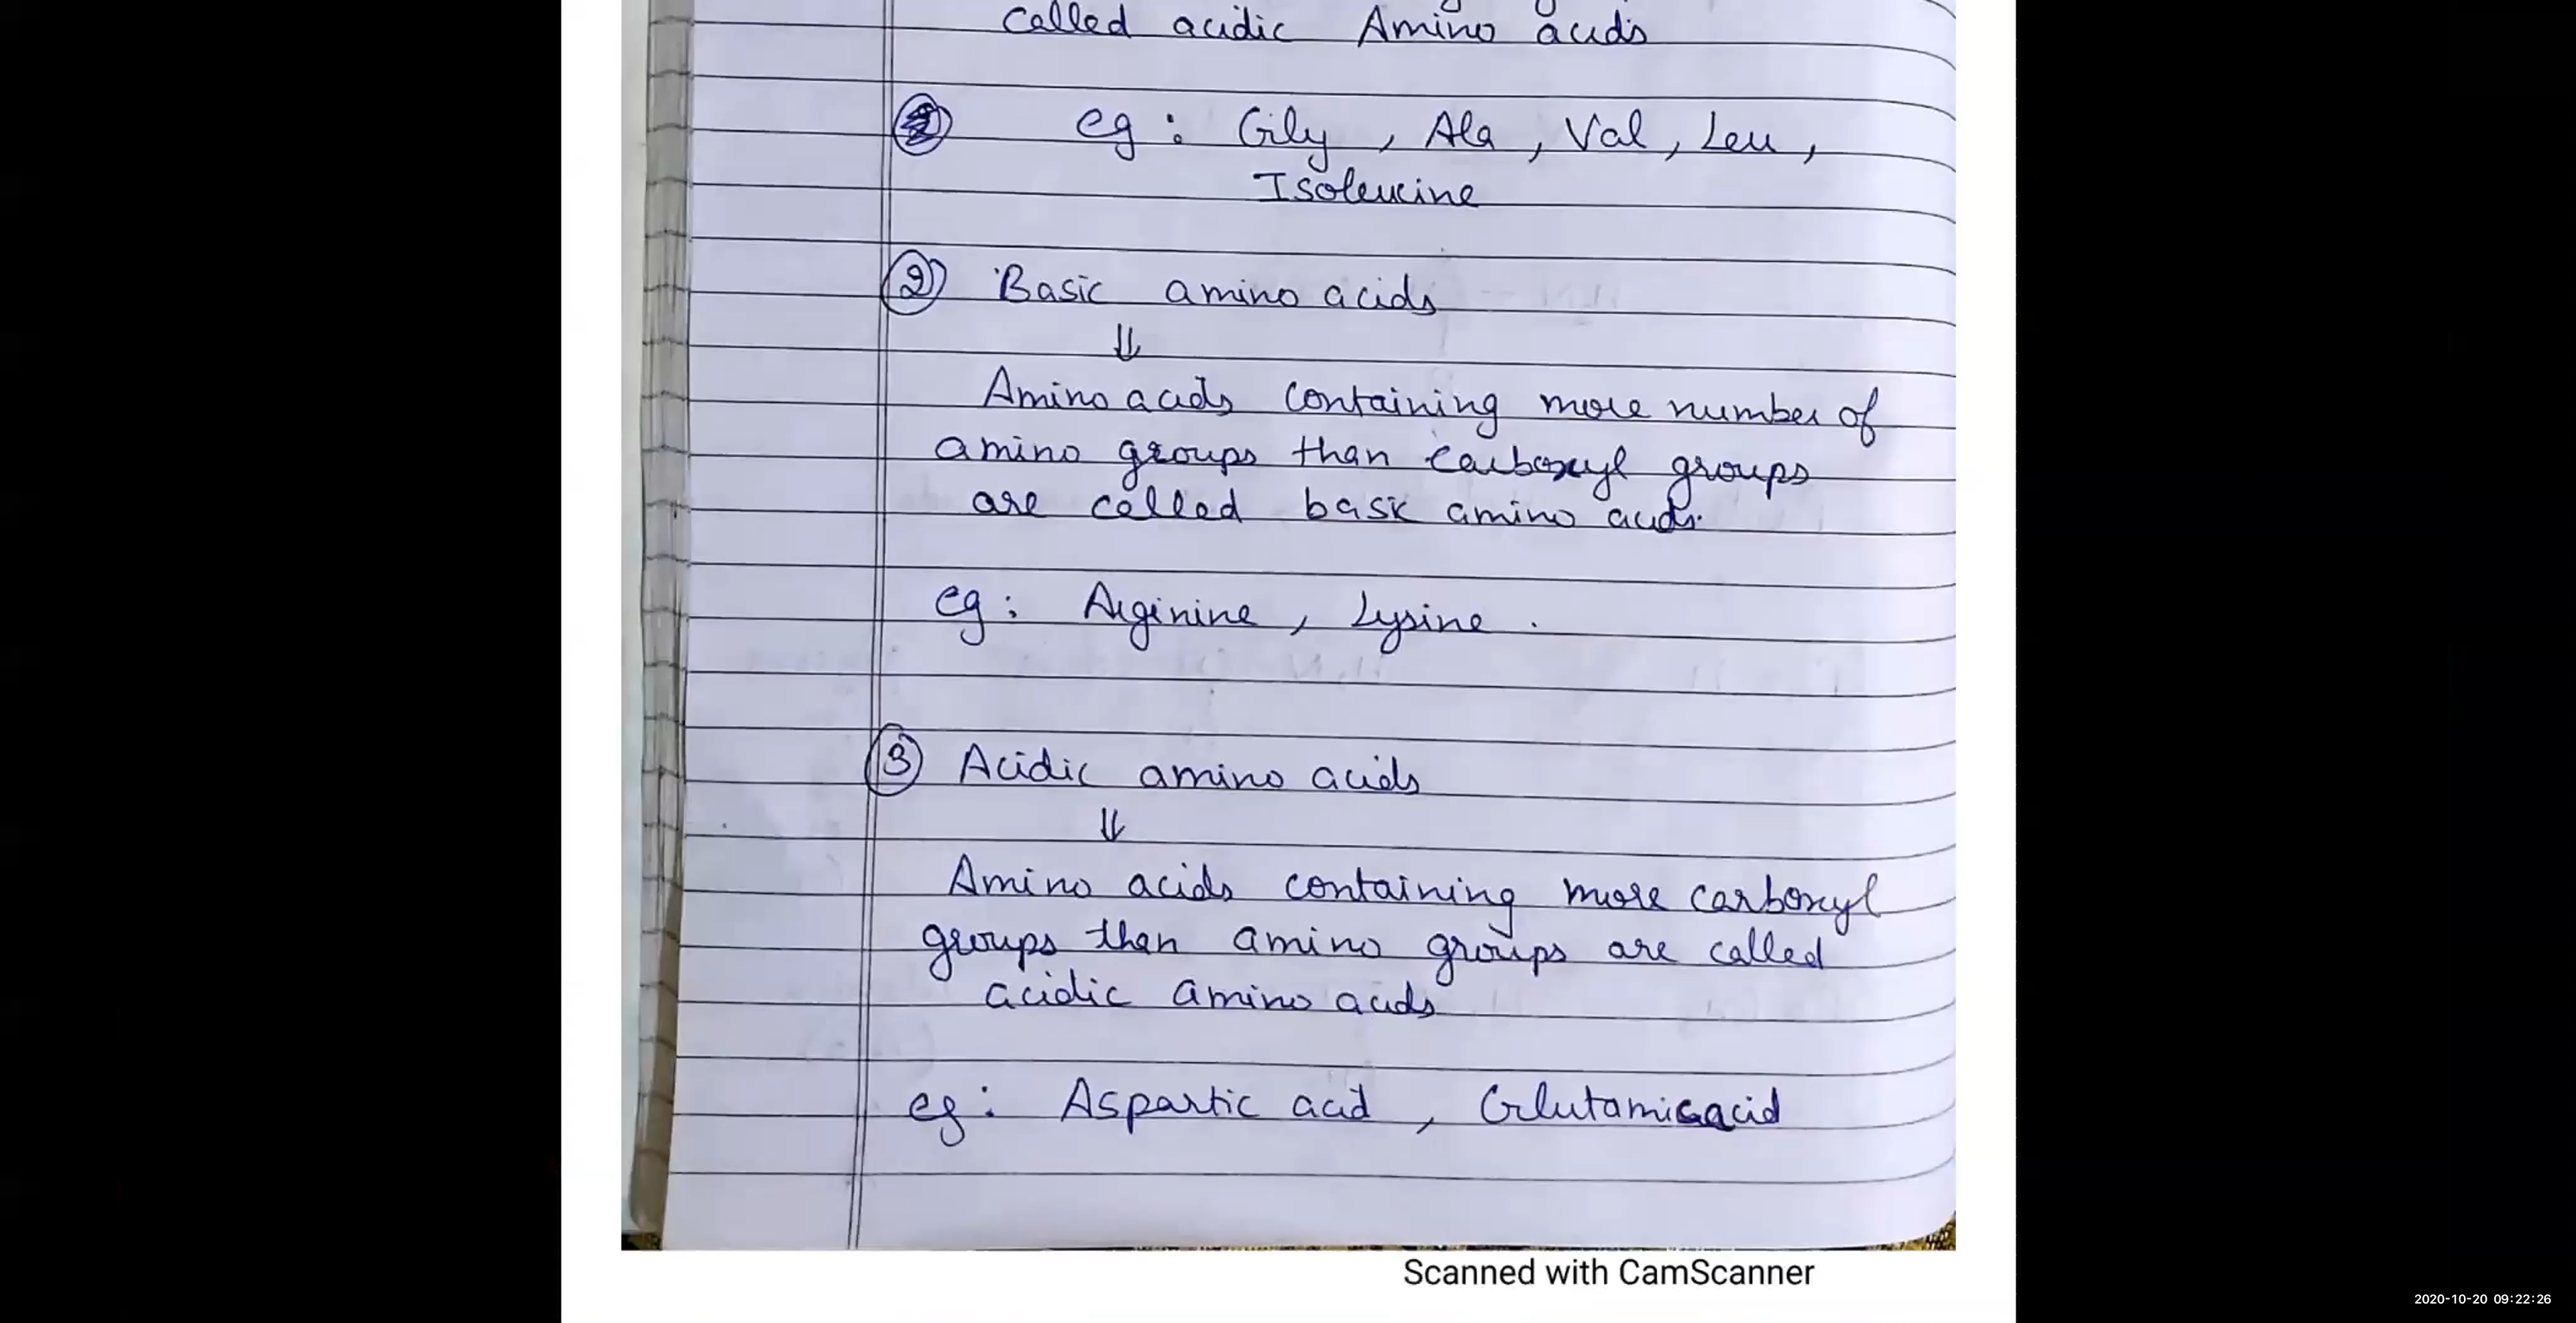 called acidic Amino acids
eg : Gily , Ala , Val , Leu ,
Isoleucine
2 Basic amino acids
⇓
Amino acids containing more number of
amino groups than carboxyl groups
are called basic amino acids.
eg : Arginine , Lysine .
3 Acidic amino acids
⇓
Amino acids containing more carboxyl
groups than amino groups are called
acidic amino acids
eg : Aspartic acid , Glutamic acid
Scanned with CamScanner
2020-10-20 09:22:26